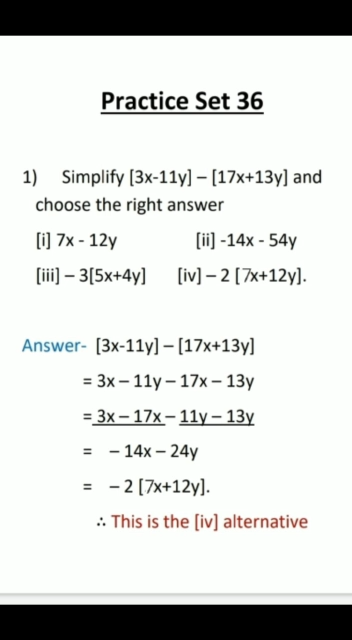 Practice Set 36
1) Simplify [3x-11y] – [17x+13y] and
choose the right answer
[i] 7x - 12y [ii] -14x - 54y
[iii] – 3[5x+4y] [iv] – 2 [7x+12y].
Answer- [3x-11y] – [17x+13y]
= 3x – 11y – 17x – 13y
= 3x – 17x – 11y – 13y
= – 14x – 24y
= – 2 [7x+12y].
∴ This is the [iv] alternative